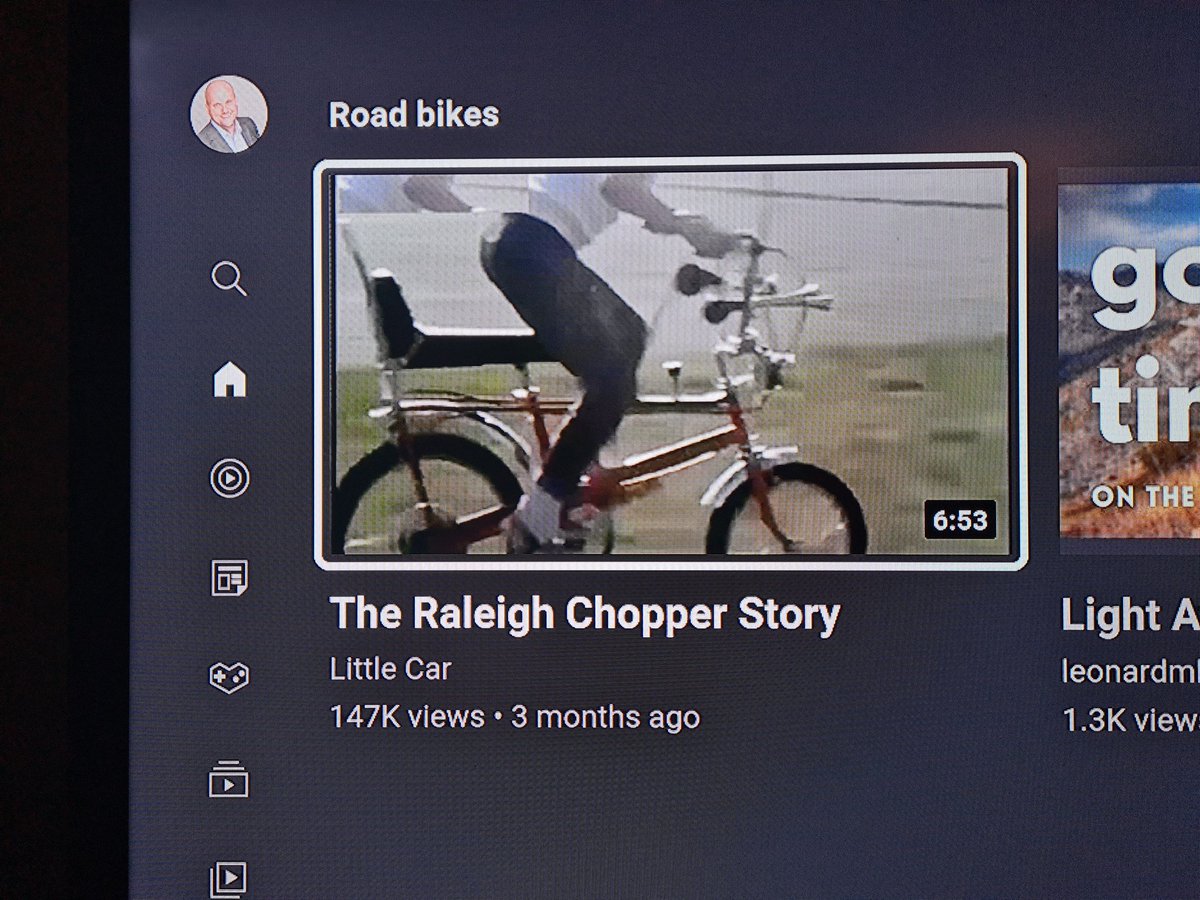 Road bikes
6:53
The Raleigh Chopper Story
Little Car
147K views • 3 months ago
go
tir
ON THE
Light A
leonardml
1.3K view